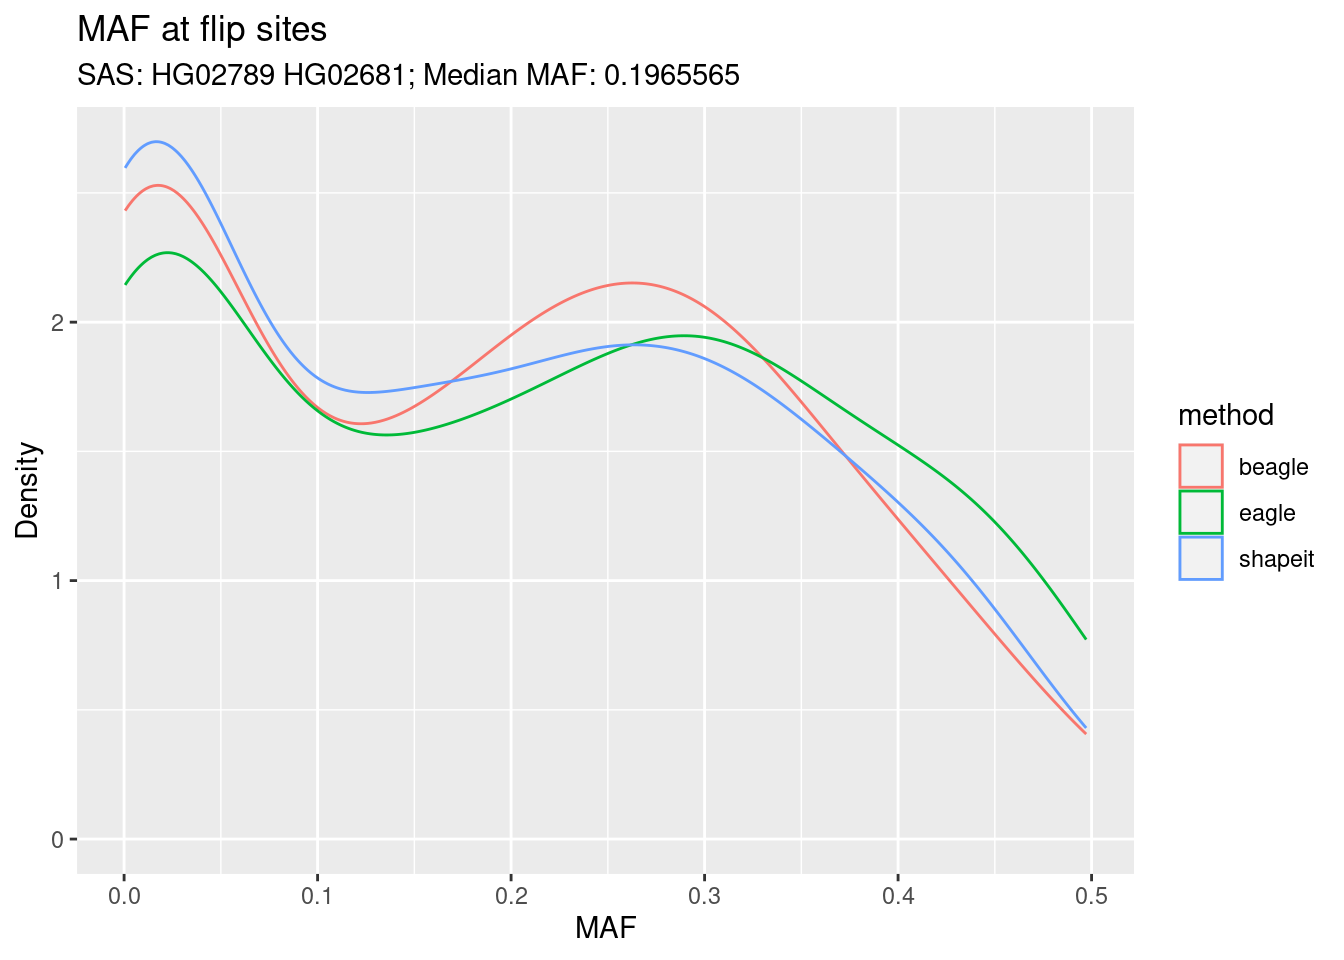 MAF at flip sites
SAS: HG02789 HG02681; Median MAF: 0.1965565
Density
2
1
0
0.0 0.1 0.2 0.3 0.4 0.5
MAF
method
beagle
eagle
shapeit